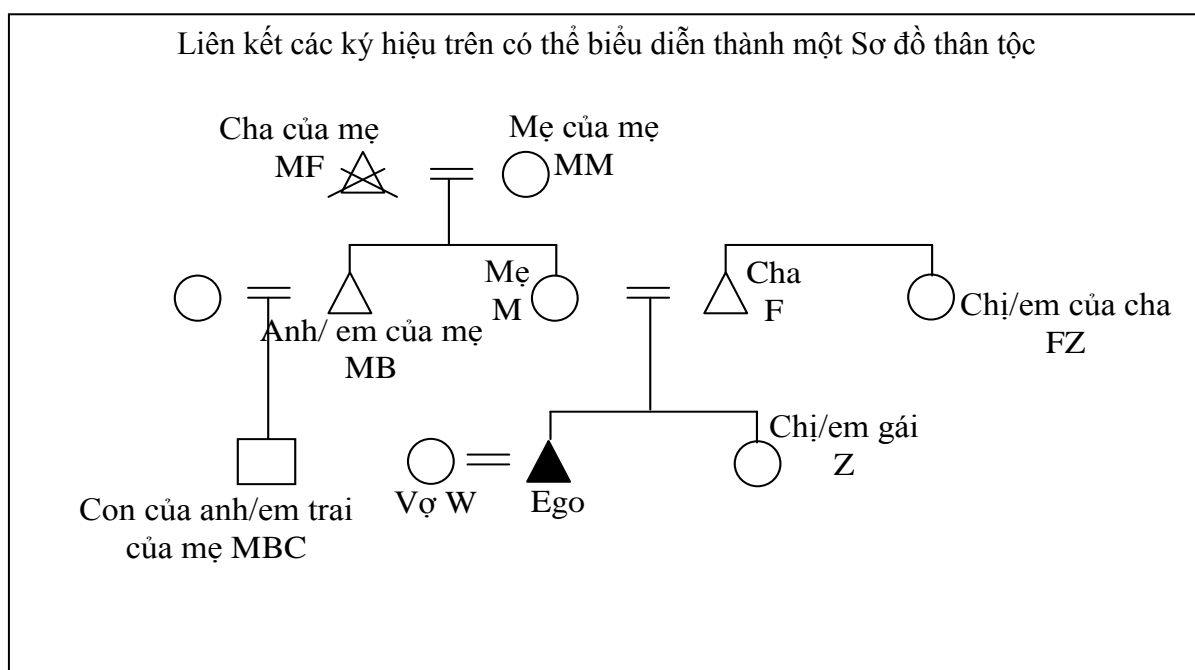 Liên kết các ký hiệu trên có thể biểu diễn thành một Sơ đồ thân tộc
Cha của mẹ
MF
Mẹ của mẹ
MM
Anh/ em của mẹ
MB
Mẹ
M
Cha
F
Chị/em của cha
FZ
Con của anh/em trai
của mẹ MBC
Vợ W
Ego
Chị/em gái
Z